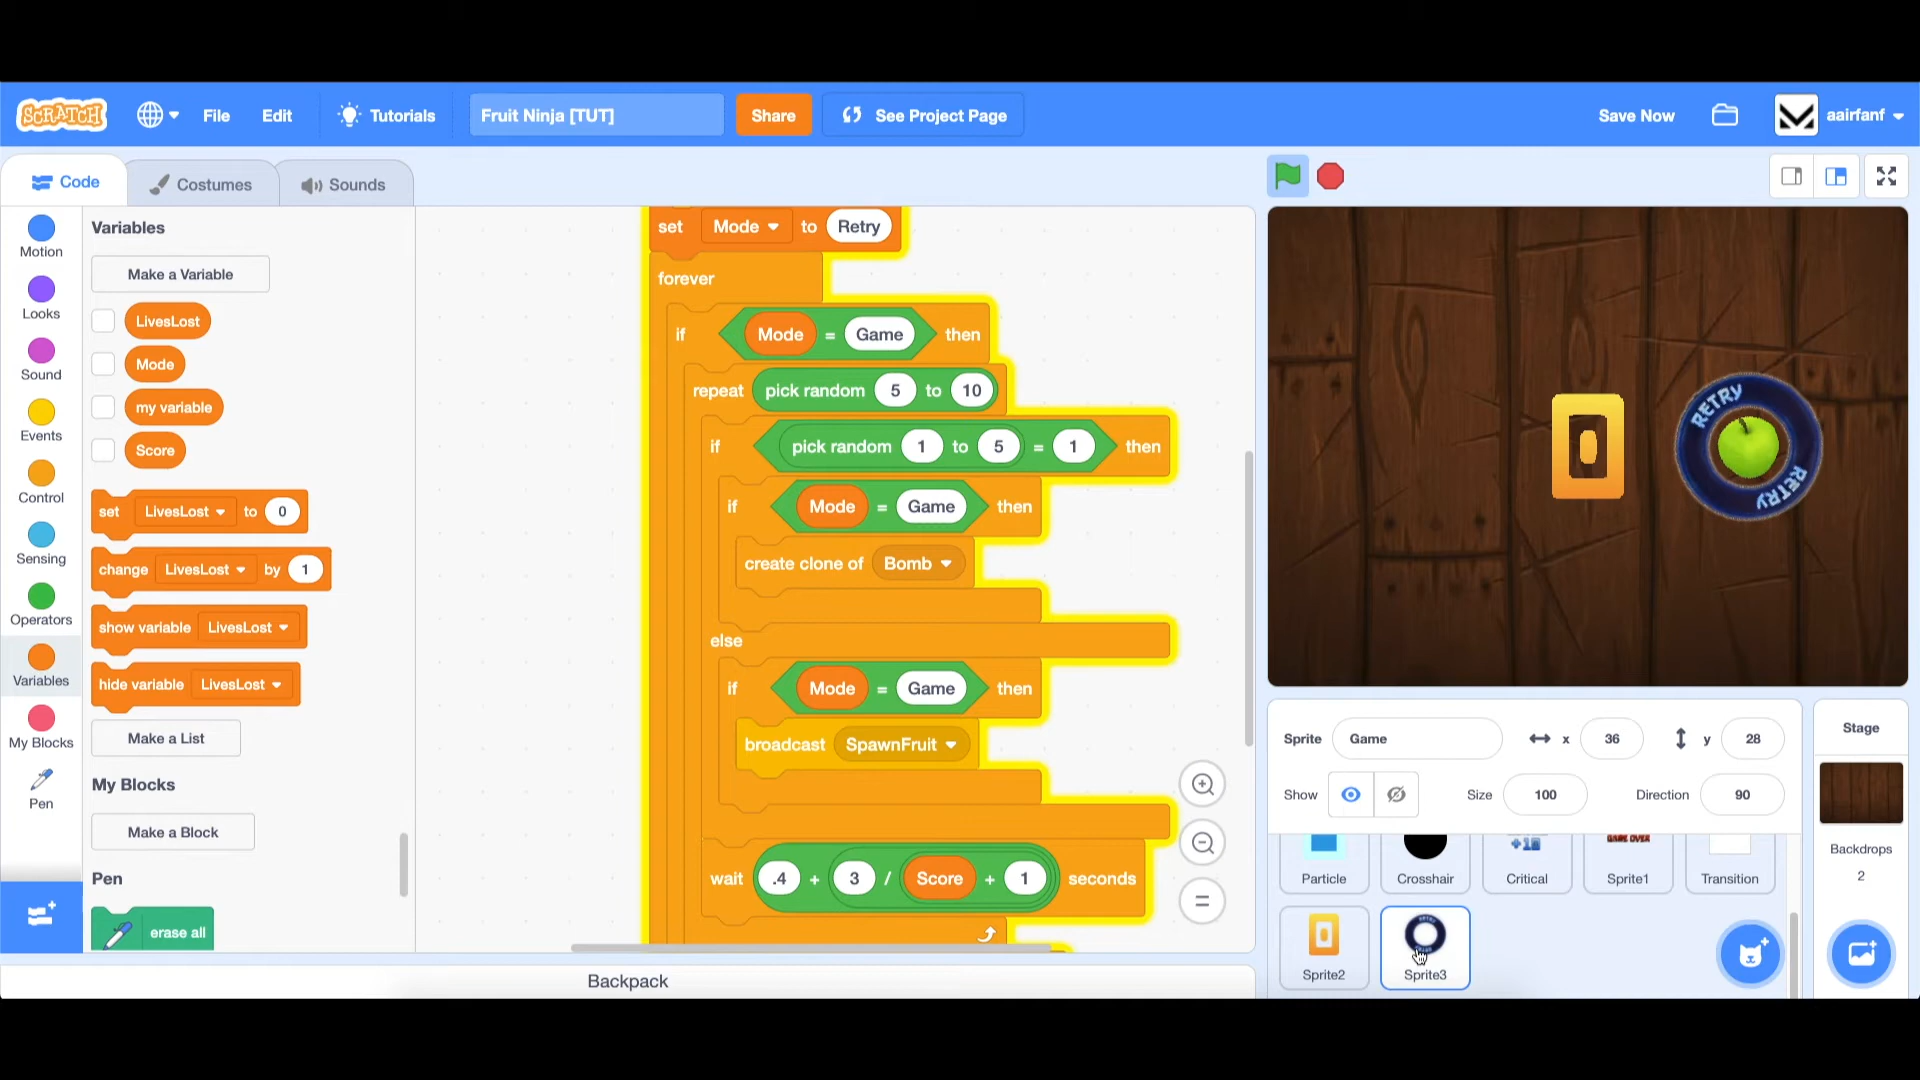 SCRATCH File Edit Tutorials Fruit Ninja [TUT] Share See Project Page Save Now aairfanf
Code Costumes Sounds
Motion
Looks
Sound
Events
Control
Sensing
Operators
Variables
My Blocks
Pen
Variables
Make a Variable
LivesLost
Mode
my variable
Score
set LivesLost to 0
change LivesLost by 1
show variable LivesLost
hide variable LivesLost
Make a List
My Blocks
Make a Block
Pen
erase all
set Mode to Retry
forever
if Mode = Game then
repeat pick random 5 to 10
if pick random 1 to 5 = 1 then
if Mode = Game then
create clone of Bomb
else
if Mode = Game then
broadcast SpawnFruit
wait .4 + 3 / Score + 1 seconds
Backpack
0
RETRY
RETRY
Sprite Game x 36 y 28
Show Size 100 Direction 90
+10
GAME OVER
Particle Crosshair Critical Sprite1 Transition
Sprite2 Sprite3
Stage
Backdrops
2